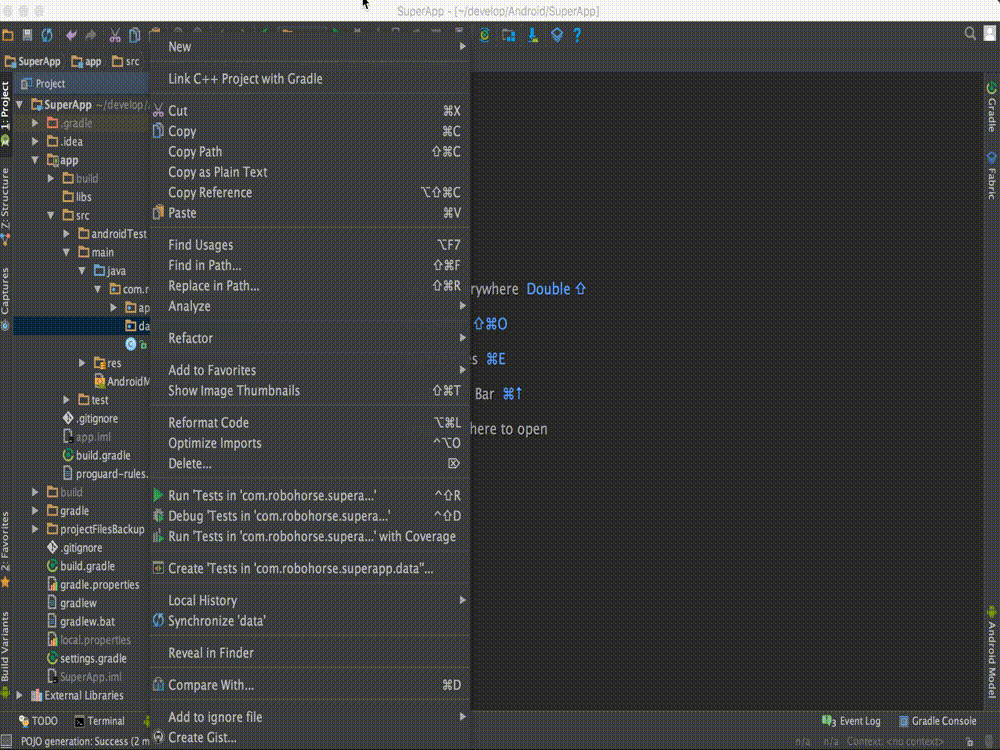 SuperApp - [~/develop/Android/SuperApp]
SuperApp app src
Project
SuperApp ~/develop/
.gradle
.idea
app
build
libs
src
androidTest
main
java
com.r
ap
da
res
AndroidM
test
.gitignore
app.iml
build.gradle
proguard-rules.
build
gradle
projectFilesBackup
.gitignore
build.gradle
gradle.properties
gradlew
gradlew.bat
local.properties
settings.gradle
SuperApp.iml
External Libraries
1: Project
Z: Structure
Captures
2: Favorites
Build Variants
New
Link C++ Project with Gradle
Cut ⌘X
Copy ⌘C
Copy Path ⇧⌘C
Copy as Plain Text
Copy Reference ⌥⇧⌘C
Paste ⌘V
Find Usages ⌥F7
Find in Path... ⇧⌘F
Replace in Path... ⇧⌘R
Analyze
Refactor
Add to Favorites
Show Image Thumbnails ⇧⌘T
Reformat Code ⌥⌘L
Optimize Imports ^⌥O
Delete... ⌦
Run 'Tests in 'com.robohorse.supera...' ^⇧R
Debug 'Tests in 'com.robohorse.supera...' ^⇧D
Run 'Tests in 'com.robohorse.supera...' with Coverage
Create 'Tests in 'com.robohorse.superapp.data''...
Local History
Synchronize 'data'
Reveal in Finder
Compare With... ⌘D
Add to ignore file
Create Gist...
rywhere Double ⇧
⇧⌘O
s ⌘E
Bar ⌘↑
here to open
Gradle
Fabric
Android Model
TODO Terminal
3 Event Log Gradle Console
POJO generation: Success (2 m
n/a n/a Context: <no context>